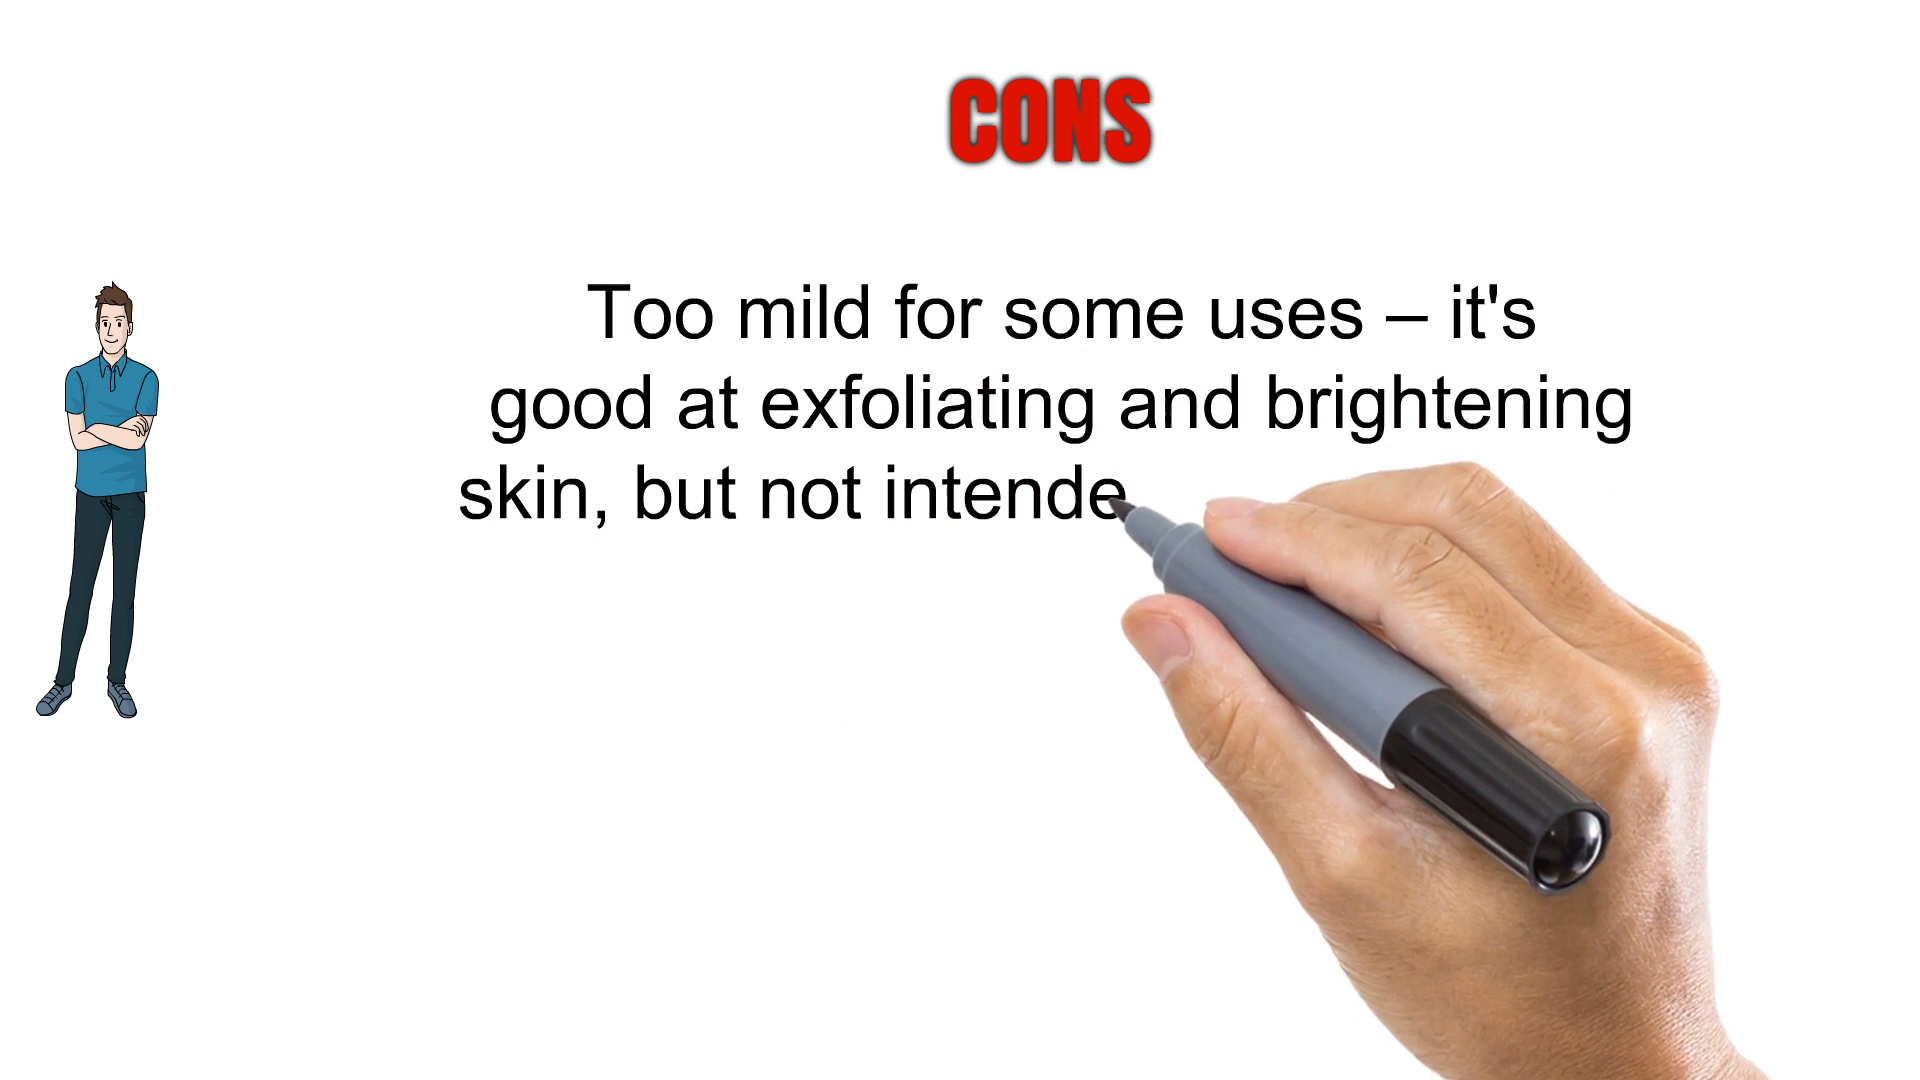 CONS
Too mild for some uses – it's
good at exfoliating and brightening
skin, but not intende